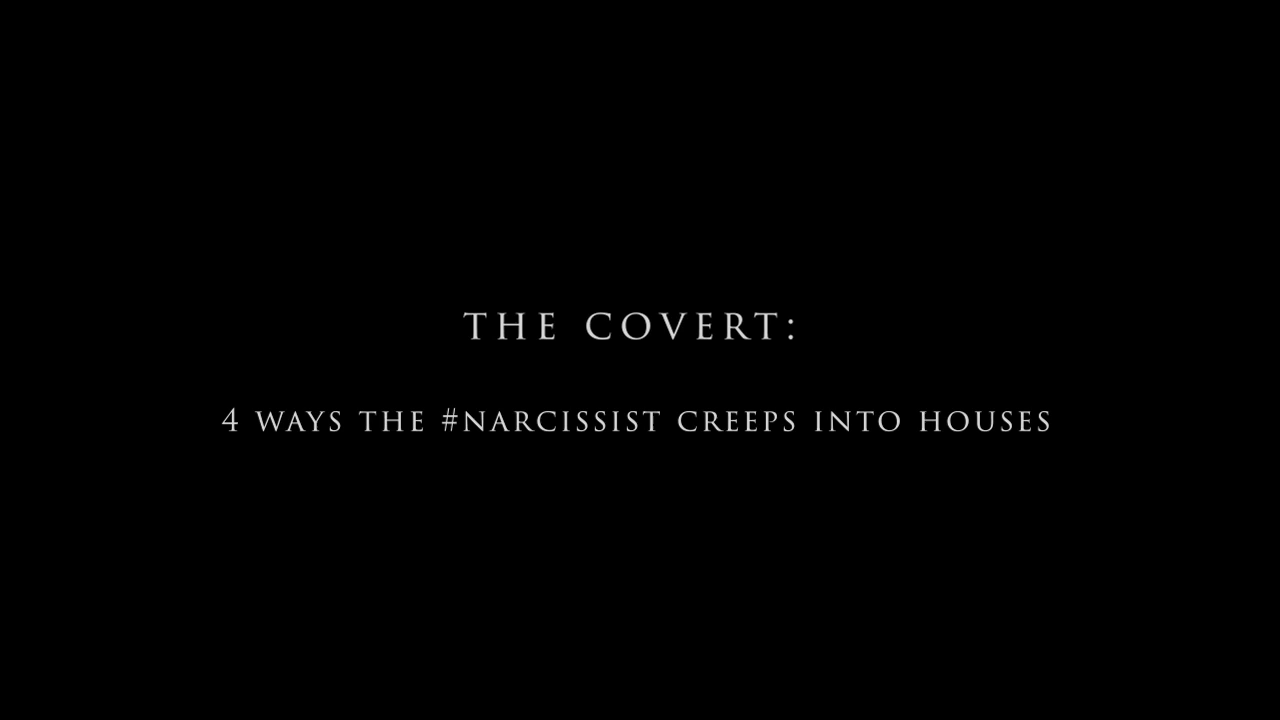 THE COVERT:
4 WAYS THE #NARCISSIST CREEPS INTO HOUSES